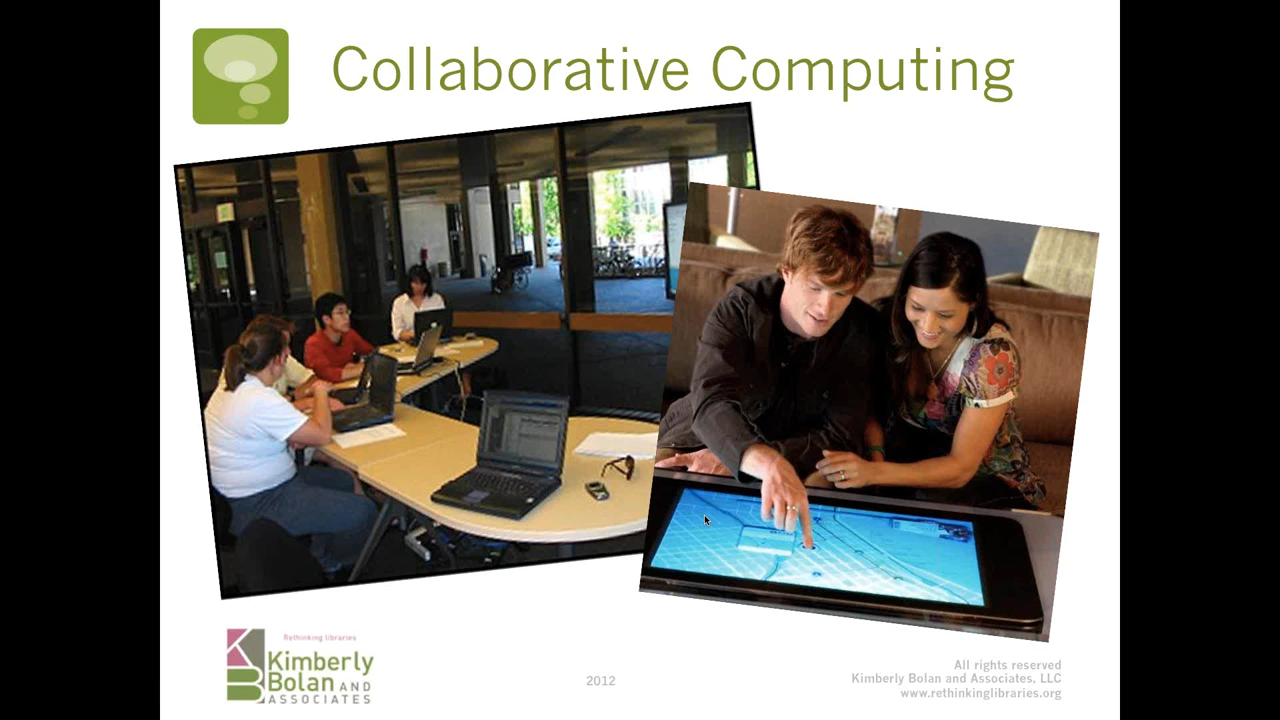 Collaborative Computing
Rethinking libraries
Kimberly
Bolan AND
ASSOCIATES
2012
All rights reserved
Kimberly Bolan and Associates, LLC
www.rethinkinglibraries.org